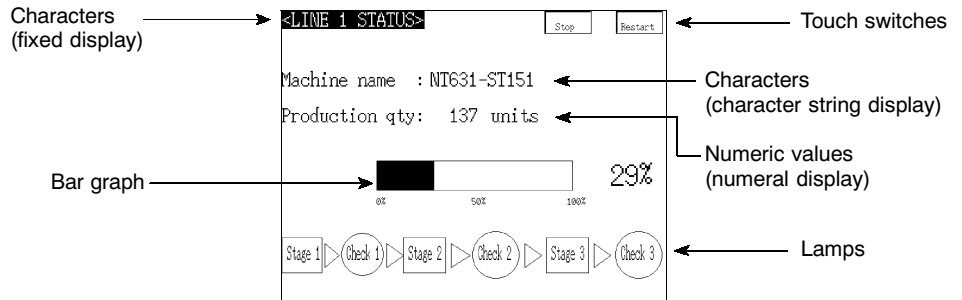 Characters
(fixed display)
<LINE 1 STATUS>
Stop
Restart
Touch switches
Machine name : NT631-ST151
Characters
(character string display)
Production qty: 137 units
Numeric values
(numeral display)
Bar graph
29%
0% 50% 100%
Stage 1 Check 1 Stage 2 Check 2 Stage 3 Check 3
Lamps